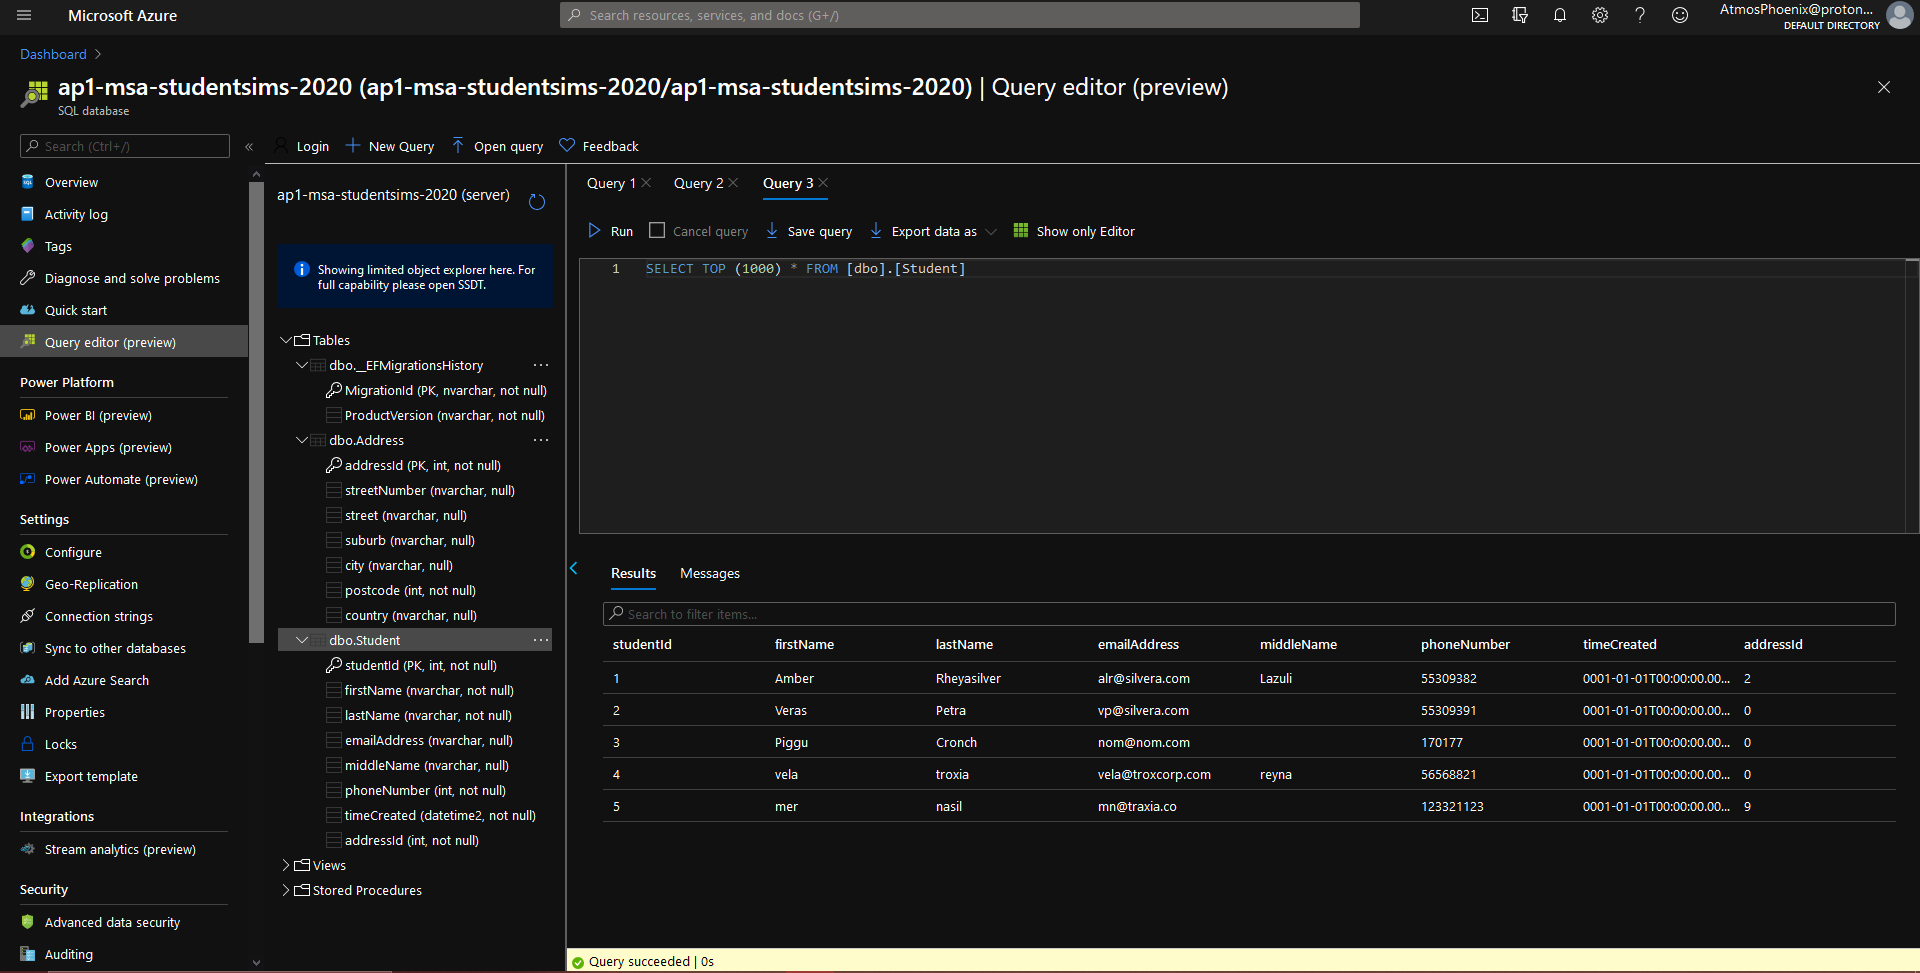 Microsoft Azure
Search resources, services, and docs (G+/)
AtmosPhoenix@proton...
DEFAULT DIRECTORY
Dashboard
ap1-msa-studentsims-2020 (ap1-msa-studentsims-2020/ap1-msa-studentsims-2020) | Query editor (preview)
SQL database
Search (Ctrl+/)
Overview
Activity log
Tags
Diagnose and solve problems
Quick start
Query editor (preview)
Power Platform
Power BI (preview)
Power Apps (preview)
Power Automate (preview)
Settings
Configure
Geo-Replication
Connection strings
Sync to other databases
Add Azure Search
Properties
Locks
Export template
Integrations
Stream analytics (preview)
Security
Advanced data security
Auditing
Login New Query Open query Feedback
ap1-msa-studentsims-2020 (server)
Showing limited object explorer here. For
full capability please open SSDT.
Tables
dbo.__EFMigrationsHistory
MigrationId (PK, nvarchar, not null)
ProductVersion (nvarchar, not null)
dbo.Address
addressId (PK, int, not null)
streetNumber (nvarchar, null)
street (nvarchar, null)
suburb (nvarchar, null)
city (nvarchar, null)
postcode (int, not null)
country (nvarchar, null)
dbo.Student
studentId (PK, int, not null)
firstName (nvarchar, not null)
lastName (nvarchar, not null)
emailAddress (nvarchar, null)
middleName (nvarchar, null)
phoneNumber (int, not null)
timeCreated (datetime2, not null)
addressId (int, not null)
Views
Stored Procedures
Query 1 Query 2 Query 3
Run Cancel query Save query Export data as Show only Editor
1 SELECT TOP (1000) * FROM [dbo].[Student]
Results Messages
Search to filter items...
studentId firstName lastName emailAddress middleName phoneNumber timeCreated addressId
1 Amber Rheyasilver alr@silvera.com Lazuli 55309382 0001-01-01T00:00:00.00... 2
2 Veras Petra vp@silvera.com 55309391 0001-01-01T00:00:00.00... 0
3 Piggu Cronch nom@nom.com 170177 0001-01-01T00:00:00.00... 0
4 vela troxia vela@troxcorp.com reyna 56568821 0001-01-01T00:00:00.00... 0
5 mer nasil mn@traxia.co 123321123 0001-01-01T00:00:00.00... 9
Query succeeded | 0s